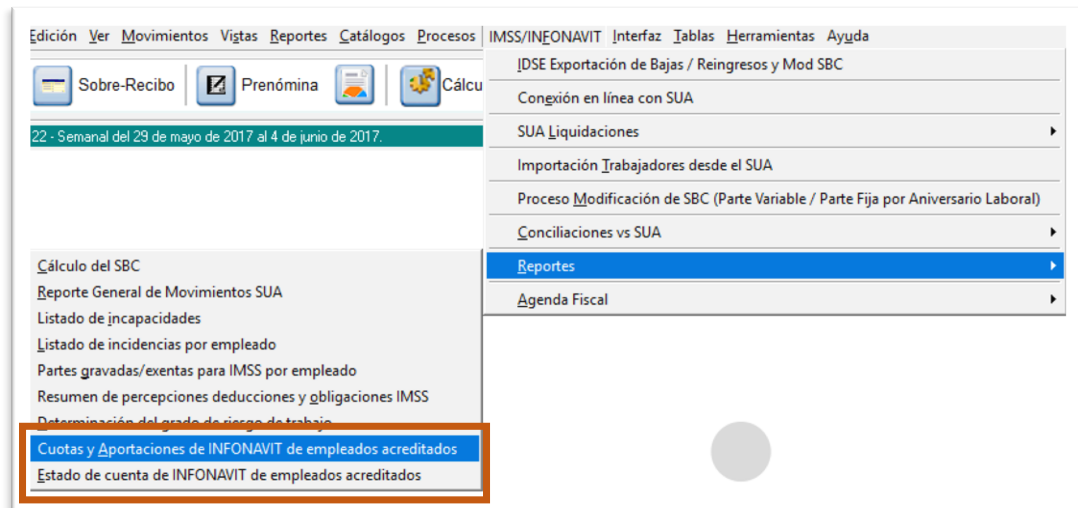 Edición Ver Movimientos Vistas Reportes Catálogos Procesos IMSS/INFONAVIT Interfaz Tablas Herramientas Ayuda
Sobre-Recibo Prenómina Cálcu
22 - Semanal del 29 de mayo de 2017 al 4 de junio de 2017.
IDSE Exportación de Bajas / Reingresos y Mod SBC
Conexión en línea con SUA
SUA Liquidaciones
Importación Trabajadores desde el SUA
Proceso Modificación de SBC (Parte Variable / Parte Fija por Aniversario Laboral)
Conciliaciones vs SUA
Reportes
Agenda Fiscal
Cálculo del SBC
Reporte General de Movimientos SUA
Listado de incapacidades
Listado de incidencias por empleado
Partes gravadas/exentas para IMSS por empleado
Resumen de percepciones deducciones y obligaciones IMSS
Determinación del grado de riesgo de trabajo
Cuotas y Aportaciones de INFONAVIT de empleados acreditados
Estado de cuenta de INFONAVIT de empleados acreditados